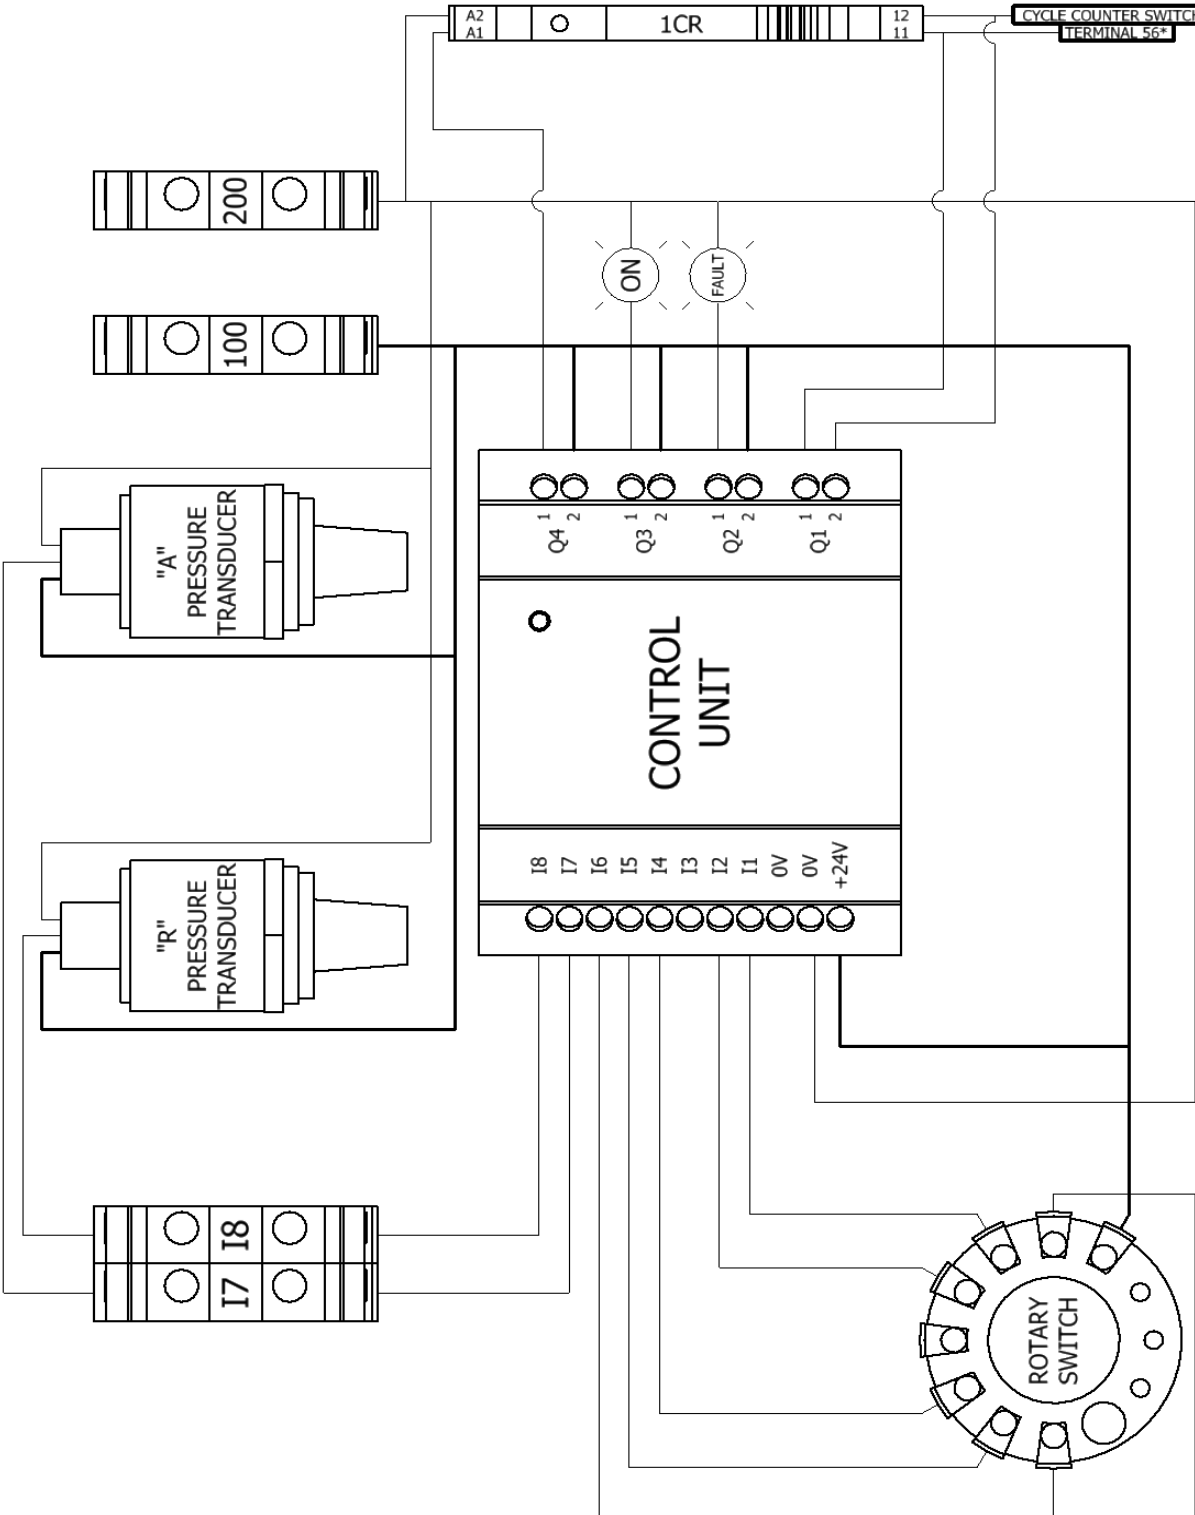 A2
A1
1CR
12
11
CYCLE COUNTER SWITCH
TERMINAL 56*
200
ON
FAULT
100
"A"
PRESSURE
TRANSDUCER
1 2 1 2 1 2 1 2
Q4 Q3 Q2 Q1
CONTROL
UNIT
I8 I7 I6 I5 I4 I3 I2 I1 0V 0V +24V
"R"
PRESSURE
TRANSDUCER
I8
I7
ROTARY
SWITCH